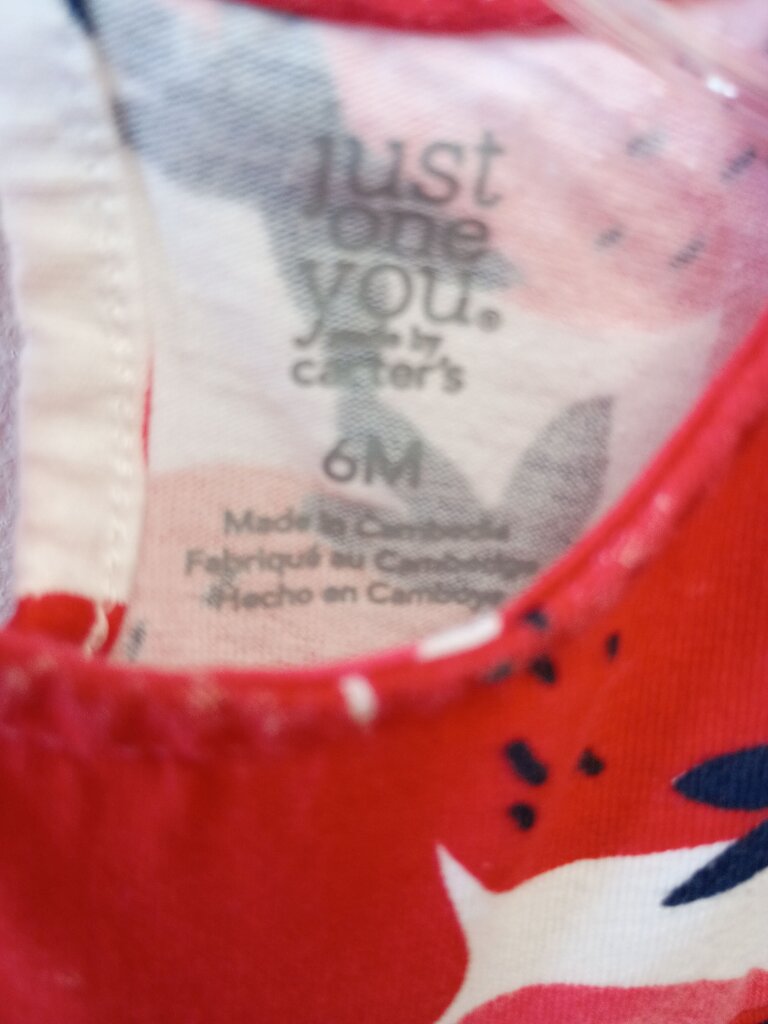 just
one
you®
made by
carter's
6M
Made in Cambodia
Fabriqué au Cambodge
Hecho en Camboya